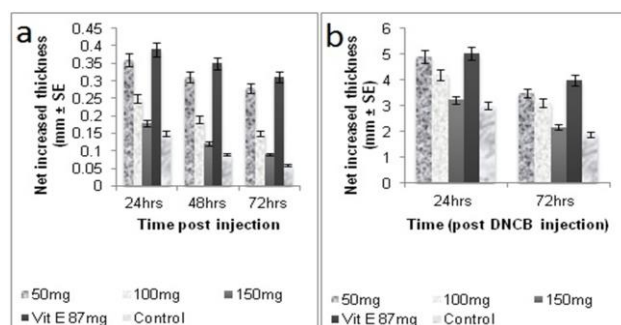 a
Net increased thickness
(mm ± SE)
0.45
0.4
0.35
0.3
0.25
0.2
0.15
0.1
0.05
0
24hrs 48hrs 72hrs
Time post injection
50mg 100mg 150mg
Vit E 87mg Control
b
Net increased thickness
(mm ± SE)
6
5
4
3
2
1
0
24hrs 72hrs
Time (post DNCB injection)
50mg 100mg 150mg
Vit E 87mg Control